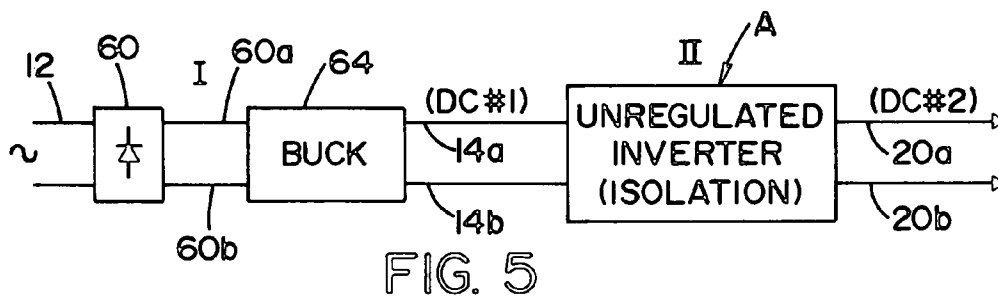 12
60
I
60a
64
(DC#1)
II
A
(DC#2)
~
BUCK
UNREGULATED
INVERTER
(ISOLATION)
14a
20a
60b
14b
20b
FIG. 5